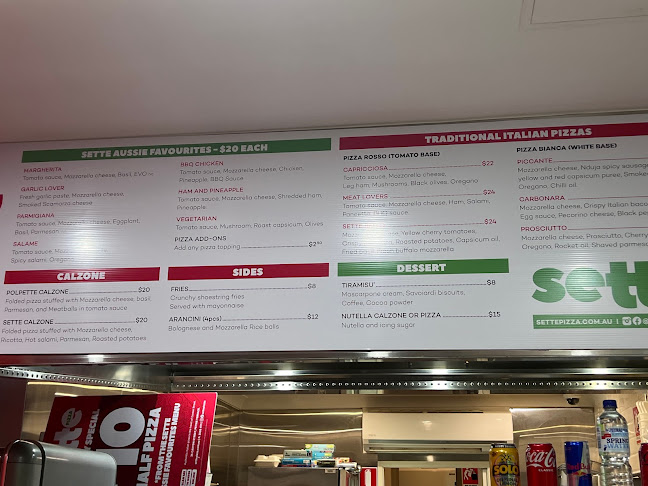 SETTE AUSSIE FAVOURITES - $20 EACH
MARGHERITA
Tomato sauce, Mozzarella cheese, Basil, EVO oil
GARLIC LOVER
Fresh garlic paste, Mozzarella cheese,
Smoked Scamorza cheese
PARMIGIANA
Tomato sauce, Mozzarella cheese, Eggplant,
Basil, Parmesan
SALAME
Tomato sauce, Mozzarella cheese,
Spicy salami, Oregano
BBQ CHICKEN
Tomato sauce, Mozzarella cheese, Chicken,
Pineapple, BBQ Sauce
HAM AND PINEAPPLE
Tomato sauce, Mozzarella cheese, Shredded ham,
Pineapple
VEGETARIAN
Tomato sauce, Mushroom, Roast capsicum, Olives
PIZZA ADD-ONS
Add any pizza topping $2
TRADITIONAL ITALIAN PIZZAS
PIZZA ROSSO (TOMATO BASE)
CAPRICCIOSA $22
Tomato sauce, Mozzarella cheese,
Leg ham, Mushrooms, Black olives, Oregano
MEAT LOVERS $24
Tomato sauce, Mozzarella cheese, Ham, Salami,
Pancetta, sauce
SETTE $24
Yellow cherry tomatoes,
Roasted potatoes, Capsicum oil,
buffalo mozzarella
PIZZA BIANCA (WHITE BASE)
PICCANTE
Mozzarella cheese, Nduja spicy sausage
yellow and red capsicum puree, Smoked
Oregano, Chilli oil
CARBONARA
Mozzarella cheese, Crispy Italian
Egg sauce, Pecorino cheese, Black
PROSCIUTTO
Mozzarella cheese, Prosciutto, Cherry
Oregano, Rocket oil, Shaved
CALZONE
POLPETTE CALZONE $20
Folded pizza stuffed with Mozzarella cheese, basil,
Parmesan, and Meatballs in tomato sauce
SETTE CALZONE $20
Folded pizza stuffed with Mozzarella cheese,
Ricotta, Hot salami, Parmesan, Roasted potatoes
SIDES
FRIES $8
Crunchy shoestring fries
Served with mayonnaise
ARANCINI (4pcs) $12
Bolognese and Mozzarella Rice balls
DESSERT
TIRAMISU' $8
Mascarpone cream, Savoiardi biscuits,
Coffee, Cocoa powder
NUTELLA CALZONE OR PIZZA $15
Nutella and icing sugar
sett
SETTEPIZZA.COM.AU
SPECIAL
10
HALF PIZZA
*FROM THE SETTE
FAVOURITES MENU
SOLO
Coca-Cola
SPRING
WATER